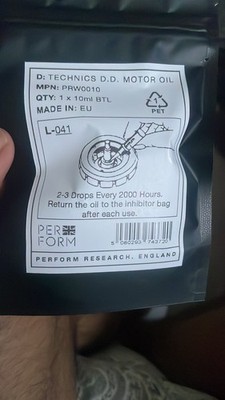 D: TECHNICS D.D. MOTOR OIL
MPN: PRW0010
QTY: 1 x 10ml BTL
MADE IN: EU
PET
L-041
2-3 Drops Every 2000 Hours.
Return the oil to the inhibitor bag
after each use.
PER
FORM
PERFORM RESEARCH, ENGLAND